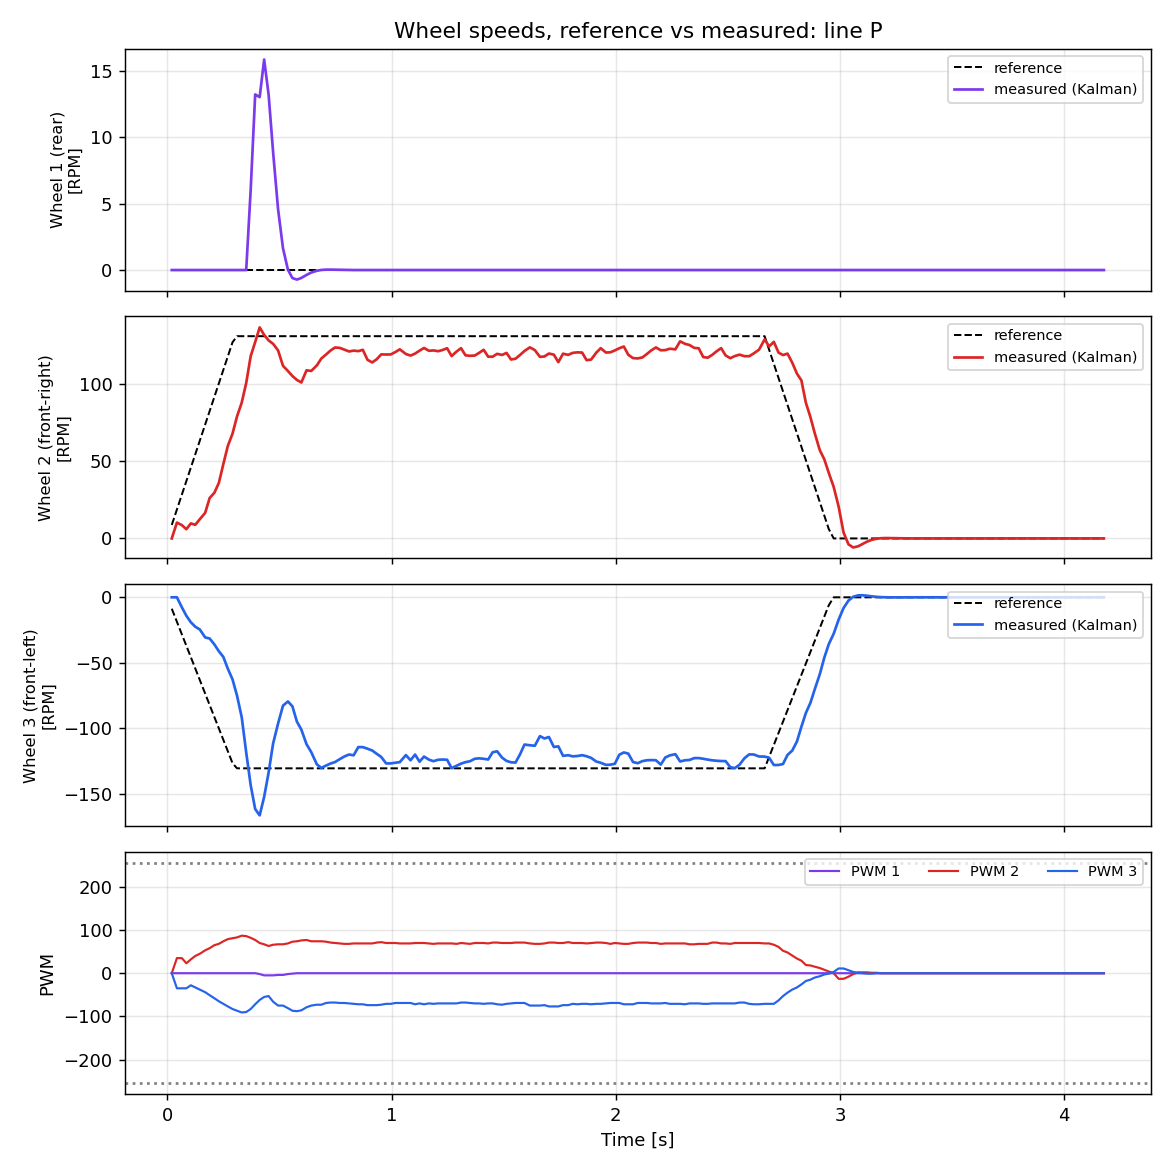 Wheel speeds, reference vs measured: line P
Wheel 1 (rear)
[RPM]
15
10
5
0
reference
measured (Kalman)
Wheel 2 (front-right)
[RPM]
100
50
0
reference
measured (Kalman)
Wheel 3 (front-left)
[RPM]
0
−50
−100
−150
reference
measured (Kalman)
PWM
200
100
0
−100
−200
PWM 1 PWM 2 PWM 3
0 1 2 3 4
Time [s]